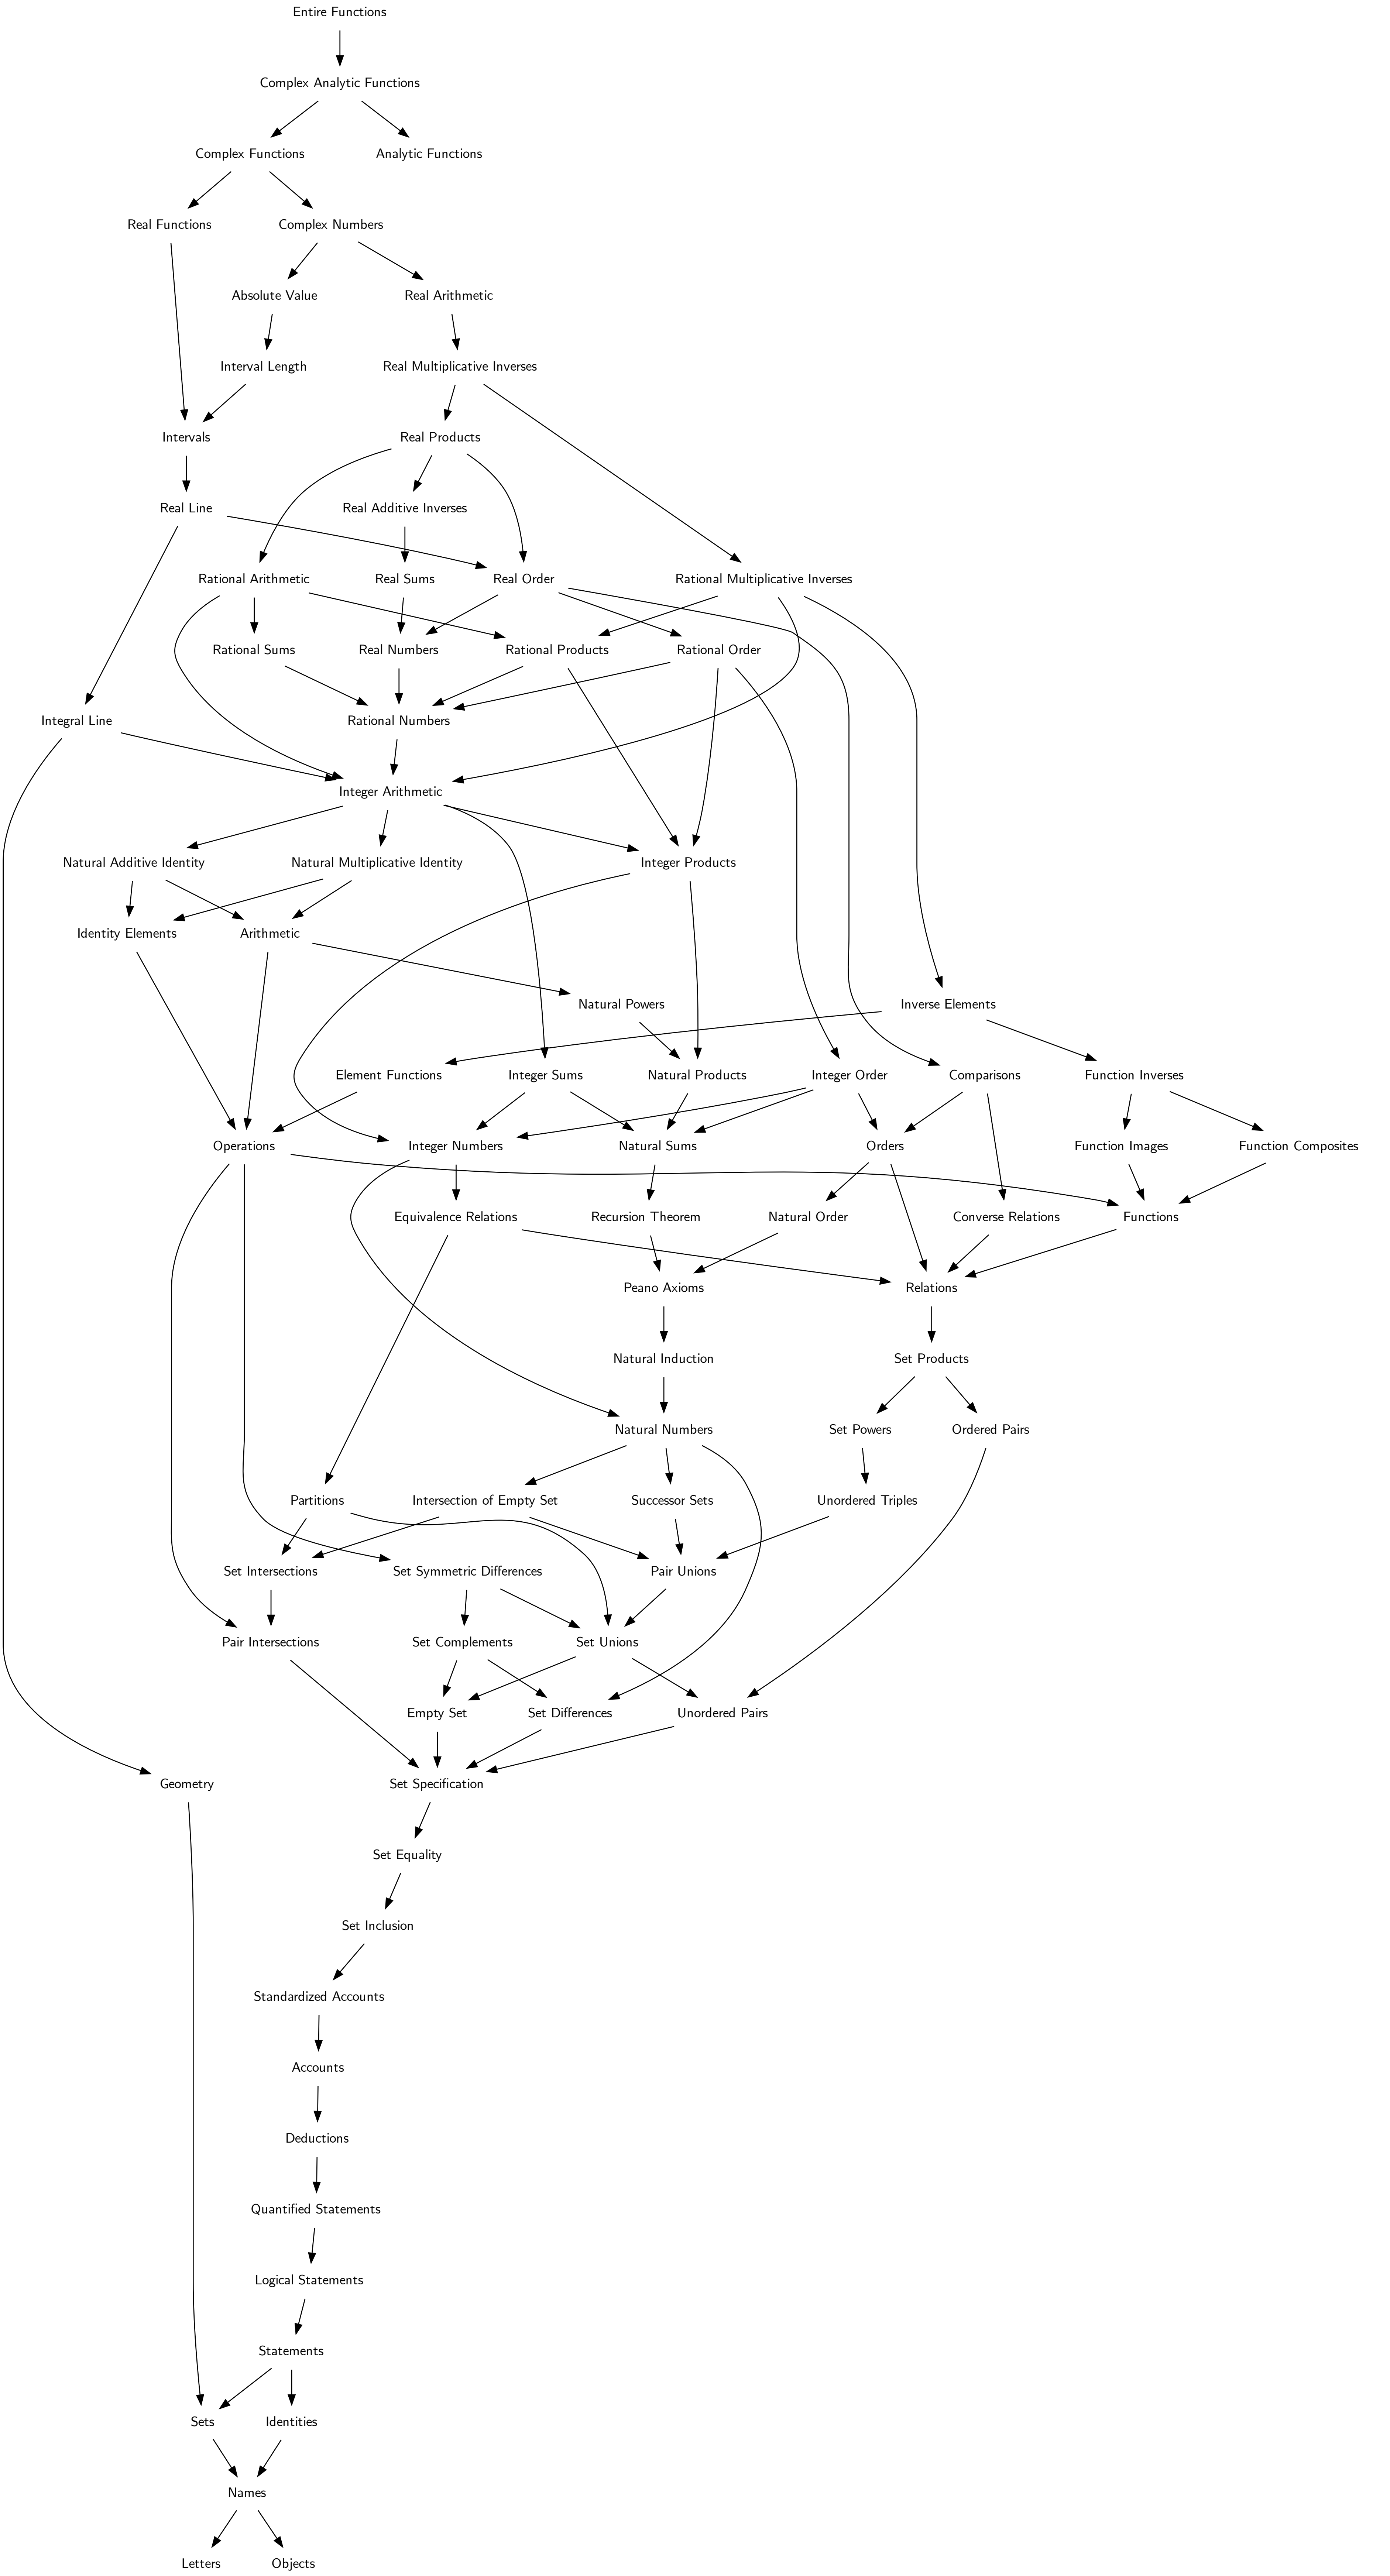 Entire Functions
Complex Analytic Functions
Complex Functions
Analytic Functions
Real Functions
Complex Numbers
Absolute Value
Real Arithmetic
Interval Length
Real Multiplicative Inverses
Intervals
Real Products
Real Line
Real Additive Inverses
Rational Arithmetic
Real Sums
Real Order
Rational Multiplicative Inverses
Rational Sums
Real Numbers
Rational Products
Rational Order
Integral Line
Rational Numbers
Integer Arithmetic
Natural Additive Identity
Natural Multiplicative Identity
Integer Products
Identity Elements
Arithmetic
Natural Powers
Inverse Elements
Element Functions
Integer Sums
Natural Products
Integer Order
Comparisons
Function Inverses
Operations
Integer Numbers
Natural Sums
Orders
Function Images
Function Composites
Equivalence Relations
Recursion Theorem
Natural Order
Converse Relations
Functions
Peano Axioms
Relations
Natural Induction
Set Products
Natural Numbers
Set Powers
Ordered Pairs
Partitions
Intersection of Empty Set
Successor Sets
Unordered Triples
Set Intersections
Set Symmetric Differences
Pair Unions
Pair Intersections
Set Complements
Set Unions
Empty Set
Set Differences
Unordered Pairs
Geometry
Set Specification
Set Equality
Set Inclusion
Standardized Accounts
Accounts
Deductions
Quantified Statements
Logical Statements
Statements
Sets
Identities
Names
Letters
Objects